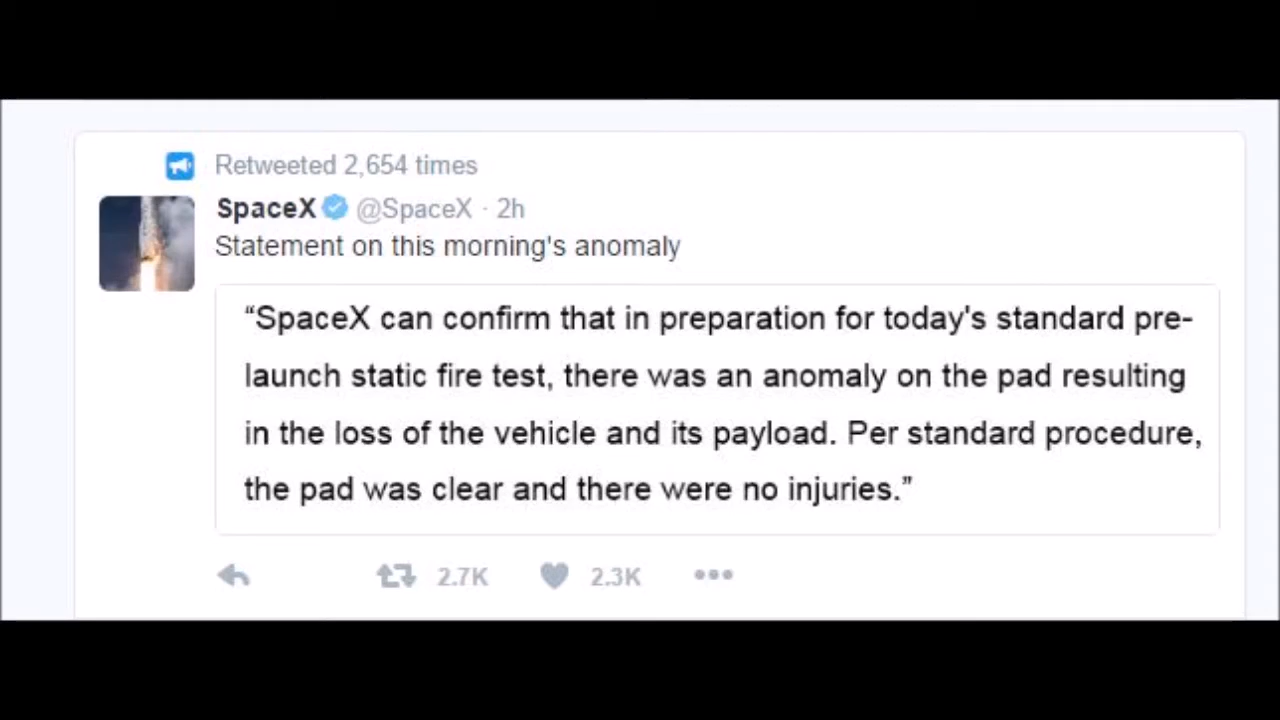 Retweeted 2,654 times
SpaceX @SpaceX · 2h
Statement on this morning's anomaly
“SpaceX can confirm that in preparation for today's standard pre-
launch static fire test, there was an anomaly on the pad resulting
in the loss of the vehicle and its payload. Per standard procedure,
the pad was clear and there were no injuries.”
2.7K 2.3K